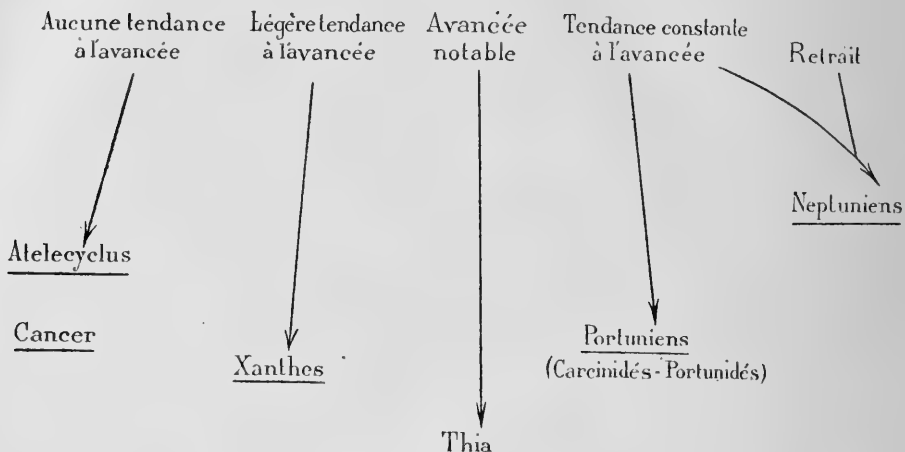 Aucune tendance
à l'avancée
Légère tendance
à l'avancée
Avancée
notable
Tendance constante
à l'avancée
Retrait
Neptuniens
Atelecyclus
Cancer
Portuniens
(Carcinidés-Portunidés)
Xanthes
Thia